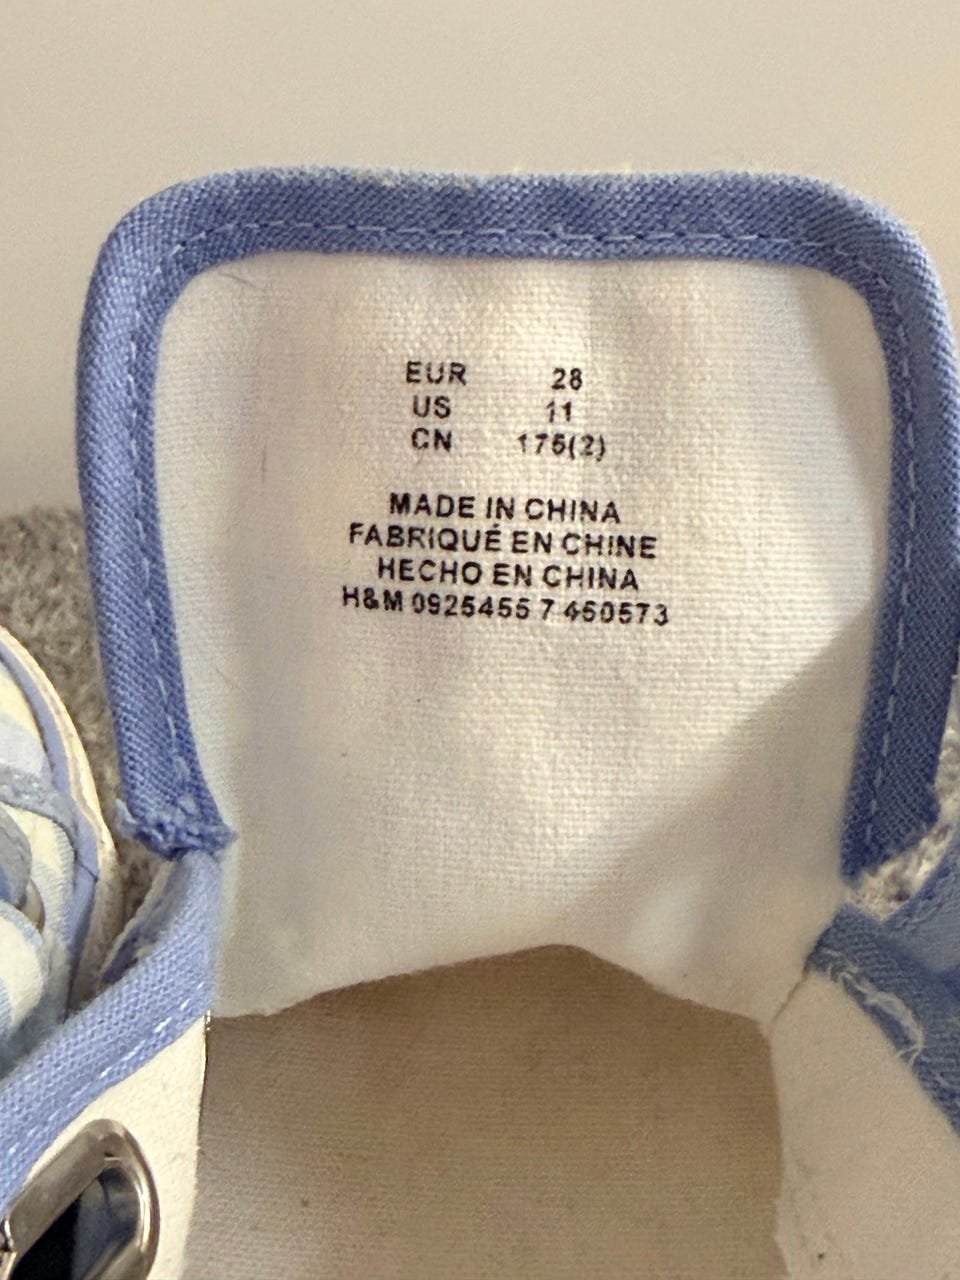 EUR 28
US 11
CN 175(2)
MADE IN CHINA
FABRIQUÉ EN CHINE
HECHO EN CHINA
H&M 0925455 7 450573